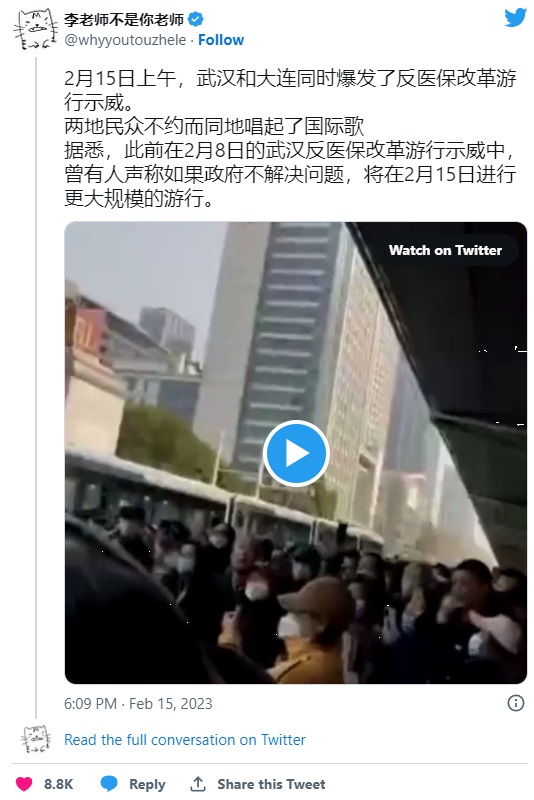 李老师不是你老师
@whyyoutouzhele · Follow
2月15日上午，武汉和大连同时爆发了反医保改革游
行示威。
两地民众不约而同地唱起了国际歌
据悉，此前在2月8日的武汉反医保改革游行示威中，
曾有人声称如果政府不解决问题，将在2月15日进行
更大规模的游行。
Watch on Twitter
6:09 PM · Feb 15, 2023
Read the full conversation on Twitter
8.8K Reply Share this Tweet